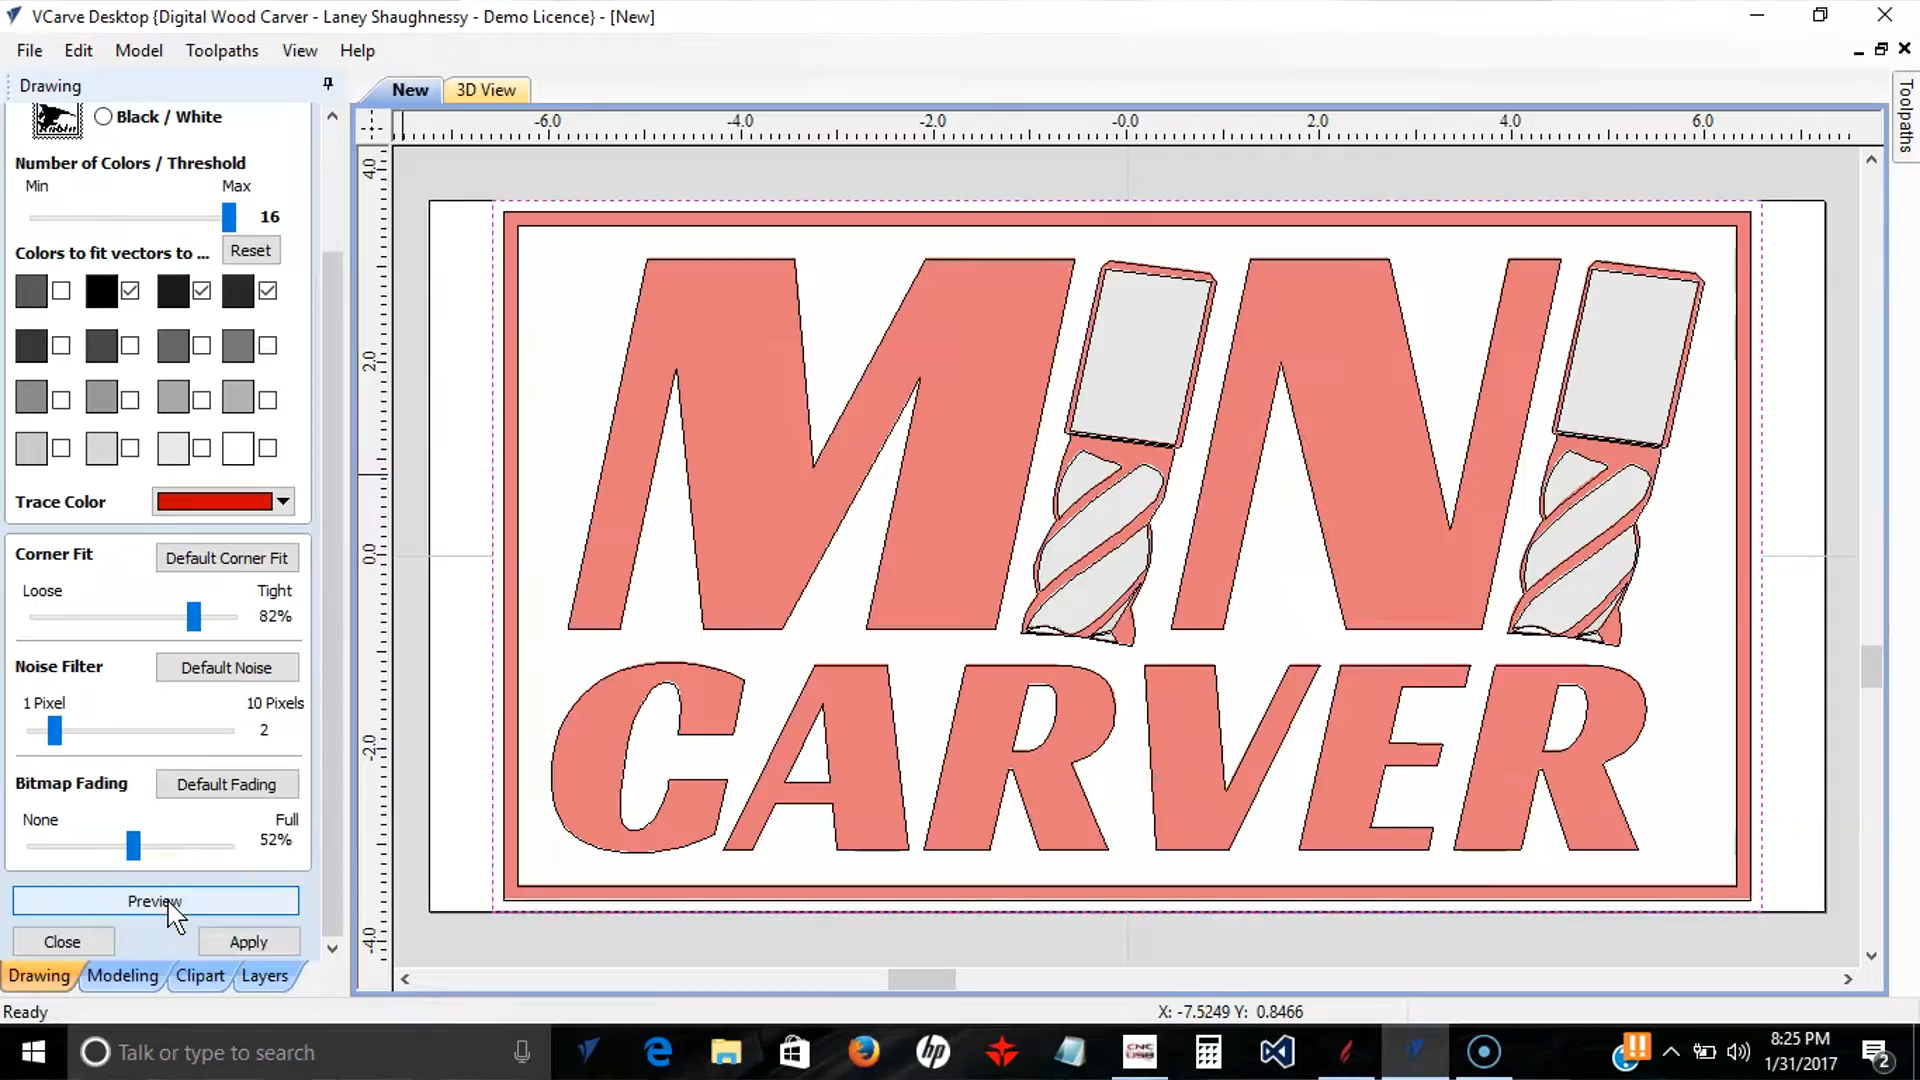 VCarve Desktop {Digital Wood Carver - Laney Shaughnessy - Demo Licence} - [New]
File Edit Model Toolpaths View Help
Drawing
New 3D View
Toolpaths
Black / White
Number of Colors / Threshold
Min Max
16
Colors to fit vectors to ... Reset
Trace Color
Corner Fit Default Corner Fit
Loose Tight
82%
Noise Filter Default Noise
1 Pixel 10 Pixels
2
Bitmap Fading Default Fading
None Full
52%
Preview
Close Apply
Drawing Modeling Clipart Layers
-6.0 -4.0 -2.0 -0.0 2.0 4.0 6.0
4.0
2.0
0.0
-2.0
-4.0
MINI
CARVER
Ready X: -7.5249 Y: 0.8466
Talk or type to search
hp
CNC
USB
8:25 PM
1/31/2017
2